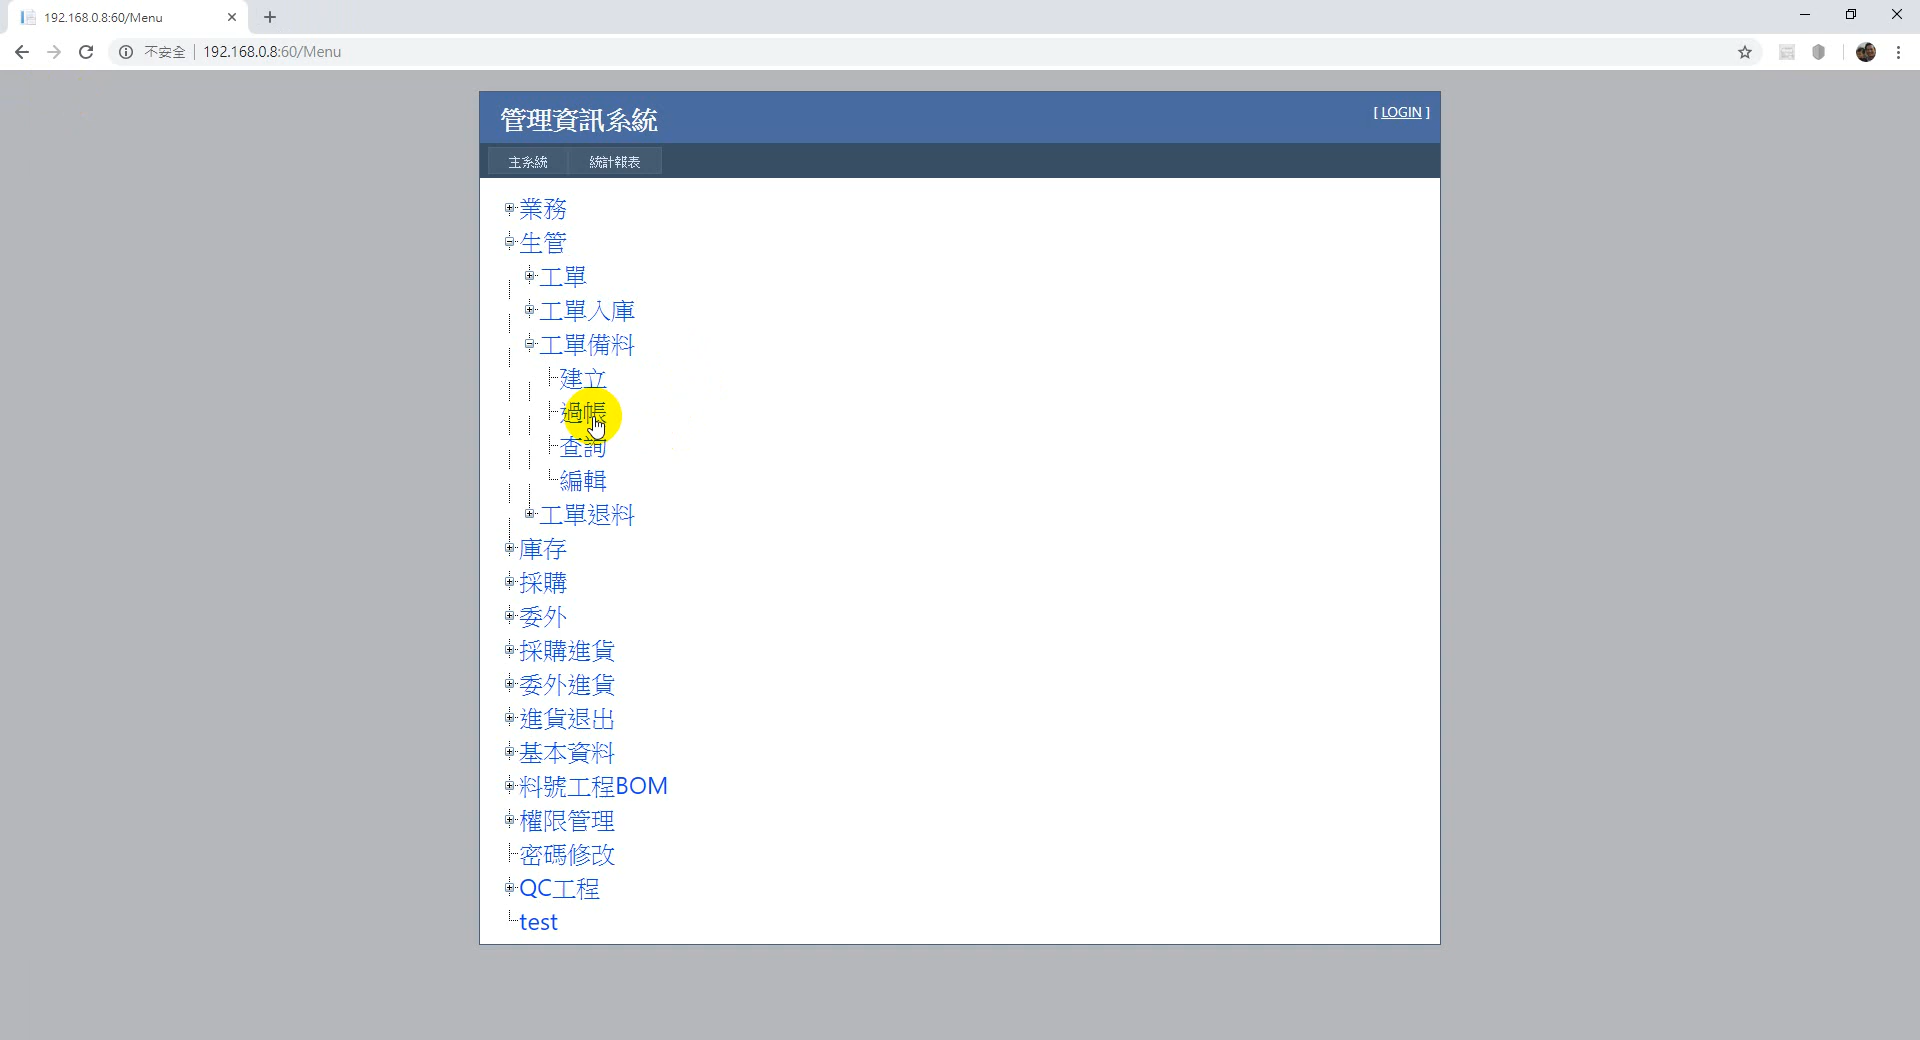 192.168.0.8:60/Menu
不安全 192.168.0.8:60/Menu
管理資訊系統
[ LOGIN ]
主系統 統計報表
業務
生管
工單
工單入庫
工單備料
建立
過帳
查詢
編輯
工單退料
庫存
採購
委外
採購進貨
委外進貨
進貨退出
基本資料
料號工程BOM
權限管理
密碼修改
QC工程
test